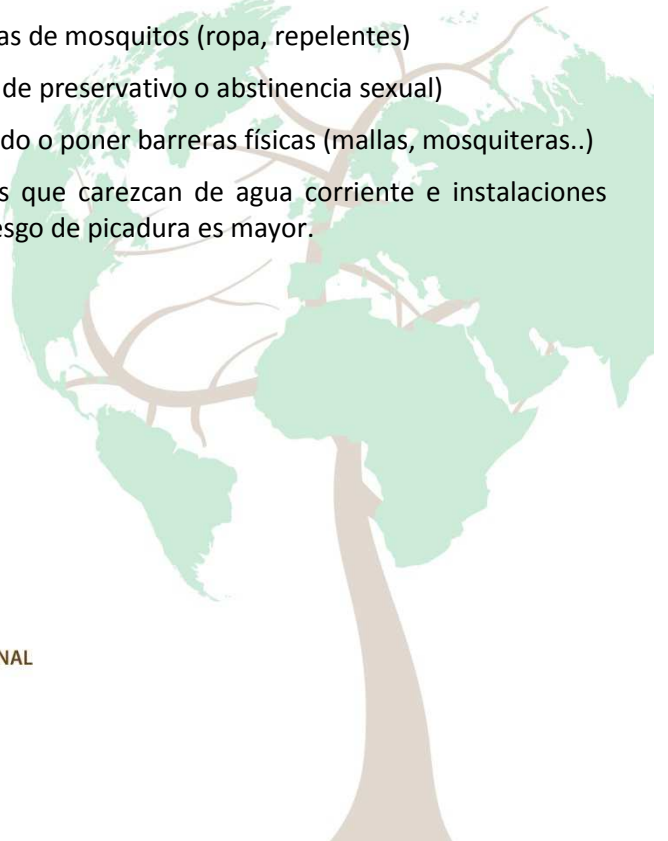 as de mosquitos (ropa, repelentes)
de preservativo o abstinencia sexual)
do o poner barreras físicas (mallas, mosquiteras..)
s que carezcan de agua corriente e instalaciones
esgo de picadura es mayor.
NAL